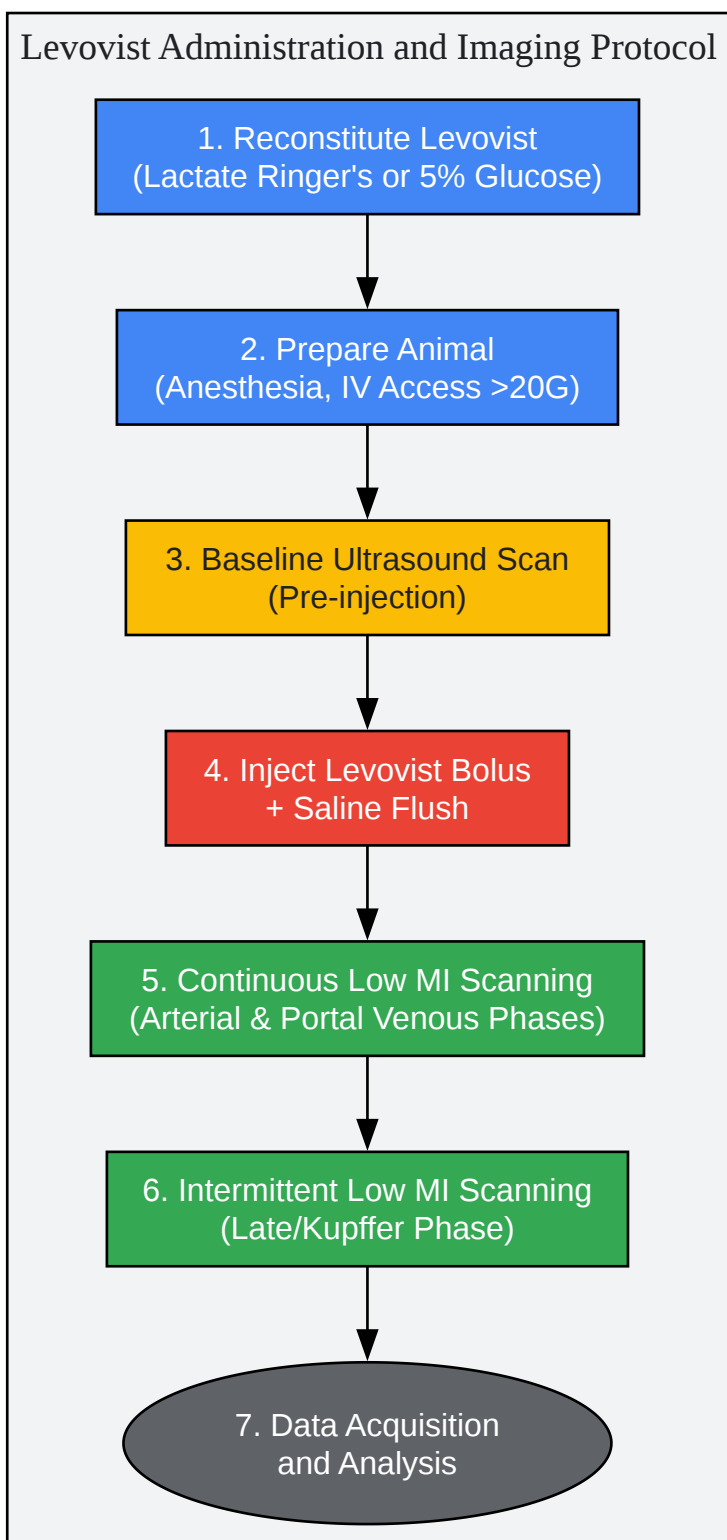 Levovist Administration and Imaging Protocol
1. Reconstitute Levovist
(Lactate Ringer's or 5% Glucose)
2. Prepare Animal
(Anesthesia, IV Access >20G)
3. Baseline Ultrasound Scan
(Pre-injection)
4. Inject Levovist Bolus
+ Saline Flush
5. Continuous Low MI Scanning
(Arterial & Portal Venous Phases)
6. Intermittent Low MI Scanning
(Late/Kupffer Phase)
7. Data Acquisition
and Analysis